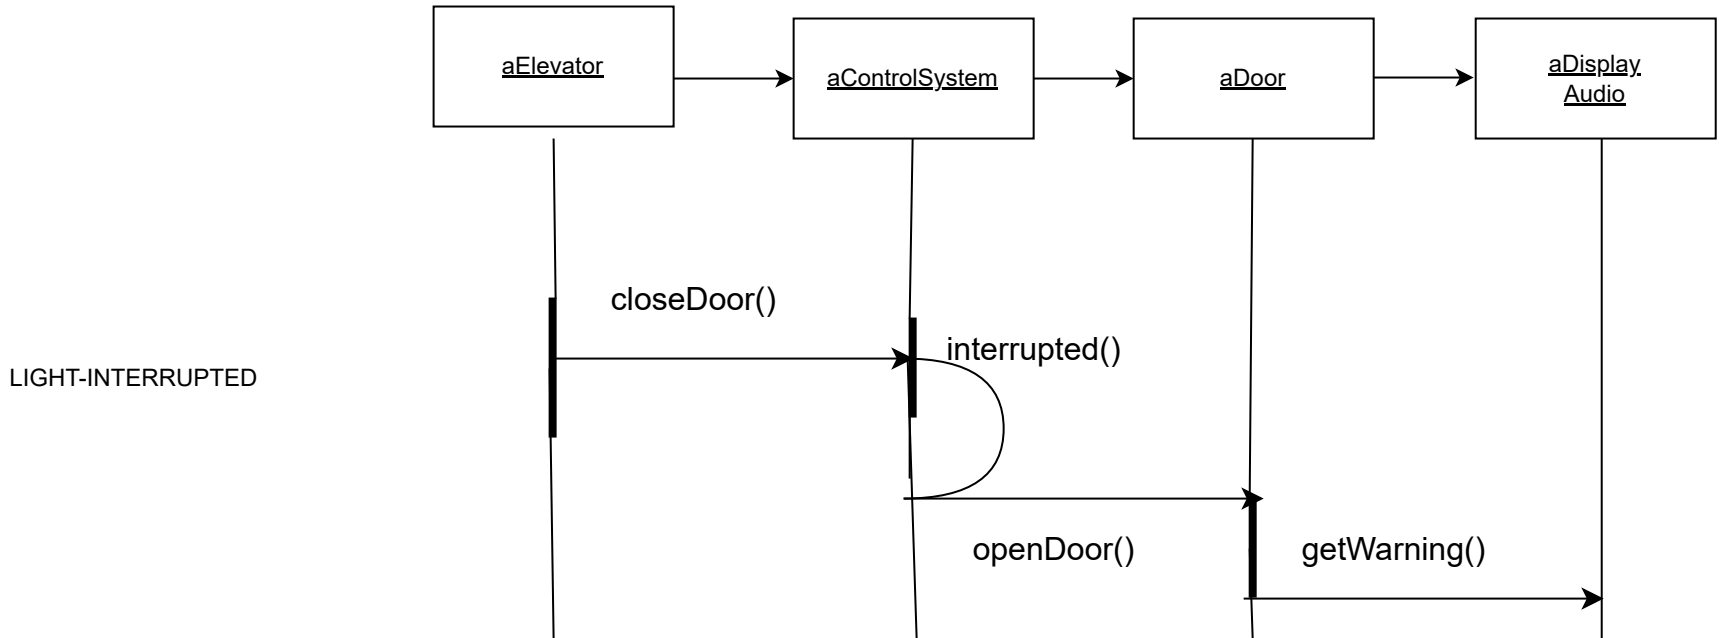 aElevator
aControlSystem
aDoor
aDisplay
Audio
closeDoor()
interrupted()
LIGHT-INTERRUPTED
openDoor()
getWarning()